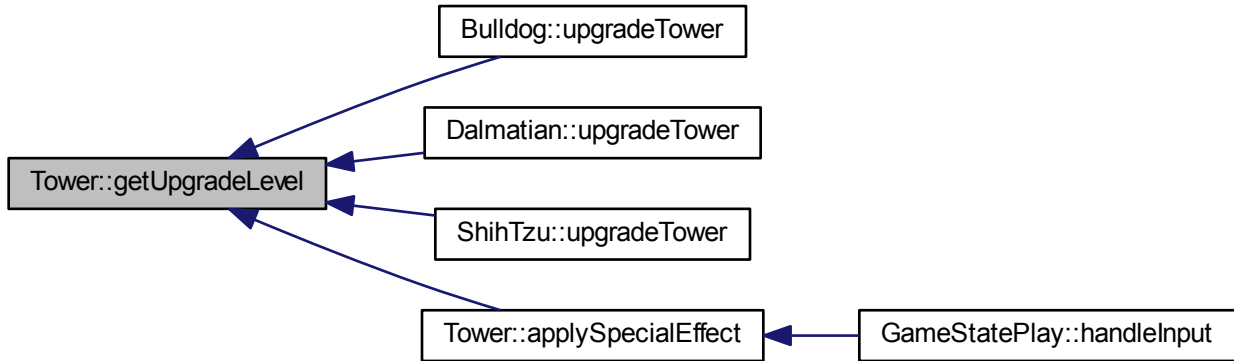 Bulldog::upgradeTower
Dalmatian::upgradeTower
Tower::getUpgradeLevel
ShihTzu::upgradeTower
Tower::applySpecialEffect
GameStatePlay::handleInput